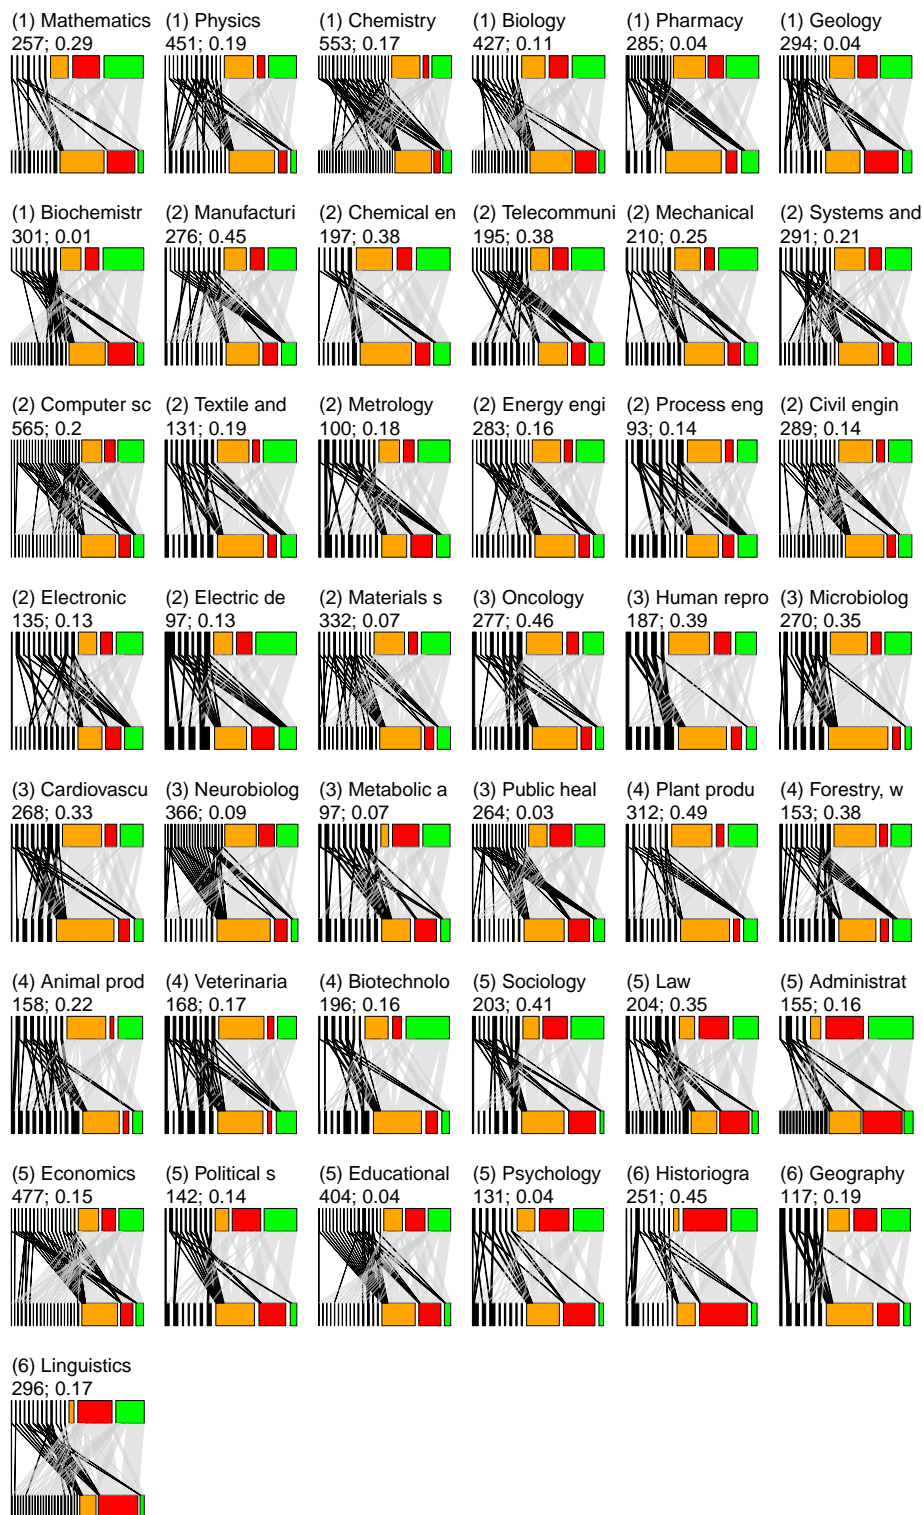 (1) Mathematics
257; 0.29
(1) Physics
451; 0.19
(1) Chemistry
553; 0.17
(1) Biology
427; 0.11
(1) Pharmacy
285; 0.04
(1) Geology
294; 0.04
(1) Biochemistr
301; 0.01
(2) Manufacturi
276; 0.45
(2) Chemical en
197; 0.38
(2) Telecommuni
195; 0.38
(2) Mechanical
210; 0.25
(2) Systems and
291; 0.21
(2) Computer sc
565; 0.2
(2) Textile and
131; 0.19
(2) Metrology
100; 0.18
(2) Energy engi
283; 0.16
(2) Process eng
93; 0.14
(2) Civil engin
289; 0.14
(2) Electronic
135; 0.13
(2) Electric de
97; 0.13
(2) Materials s
332; 0.07
(3) Oncology
277; 0.46
(3) Human repro
187; 0.39
(3) Microbiolog
270; 0.35
(3) Cardiovascu
268; 0.33
(3) Neurobiolog
366; 0.09
(3) Metabolic a
97; 0.07
(3) Public heal
264; 0.03
(4) Plant produ
312; 0.49
(4) Forestry, w
153; 0.38
(4) Animal prod
158; 0.22
(4) Veterinaria
168; 0.17
(4) Biotechnolo
196; 0.16
(5) Sociology
203; 0.41
(5) Law
204; 0.35
(5) Administrat
155; 0.16
(5) Economics
477; 0.15
(5) Political s
142; 0.14
(5) Educational
404; 0.04
(5) Psychology
131; 0.04
(6) Historiogra
251; 0.45
(6) Geography
117; 0.19
(6) Linguistics
296; 0.17